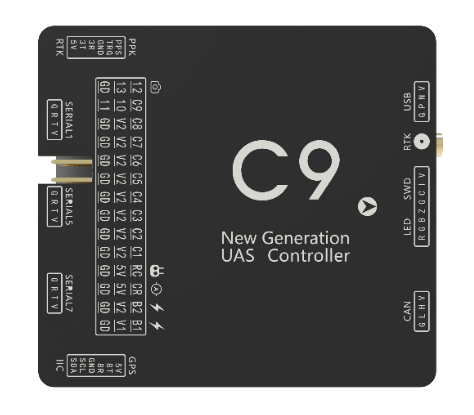 RTK 5V 3T 3R GND TRG PPS PPK
SERIAL1
G R T V
SERIAL5
G R T V
SERIAL7
G R T V
IIC SDA SCL GND 8R 8T 5V GPS
GD 13 12
11 10 C9
GD V2 C8
GD V2 C7
GD V2 C6
GD V2 C5
GD V2 C4
GD V2 C3
GD V2 C2
GD V2 C1
GD 5V RC
GD 5V CR
GD V2 B2
GD V1 B1
C9
New Generation
UAS Controller
USB
G P N V
RTK
LED SWD
R G B Z G C I V
CAN
G L H V